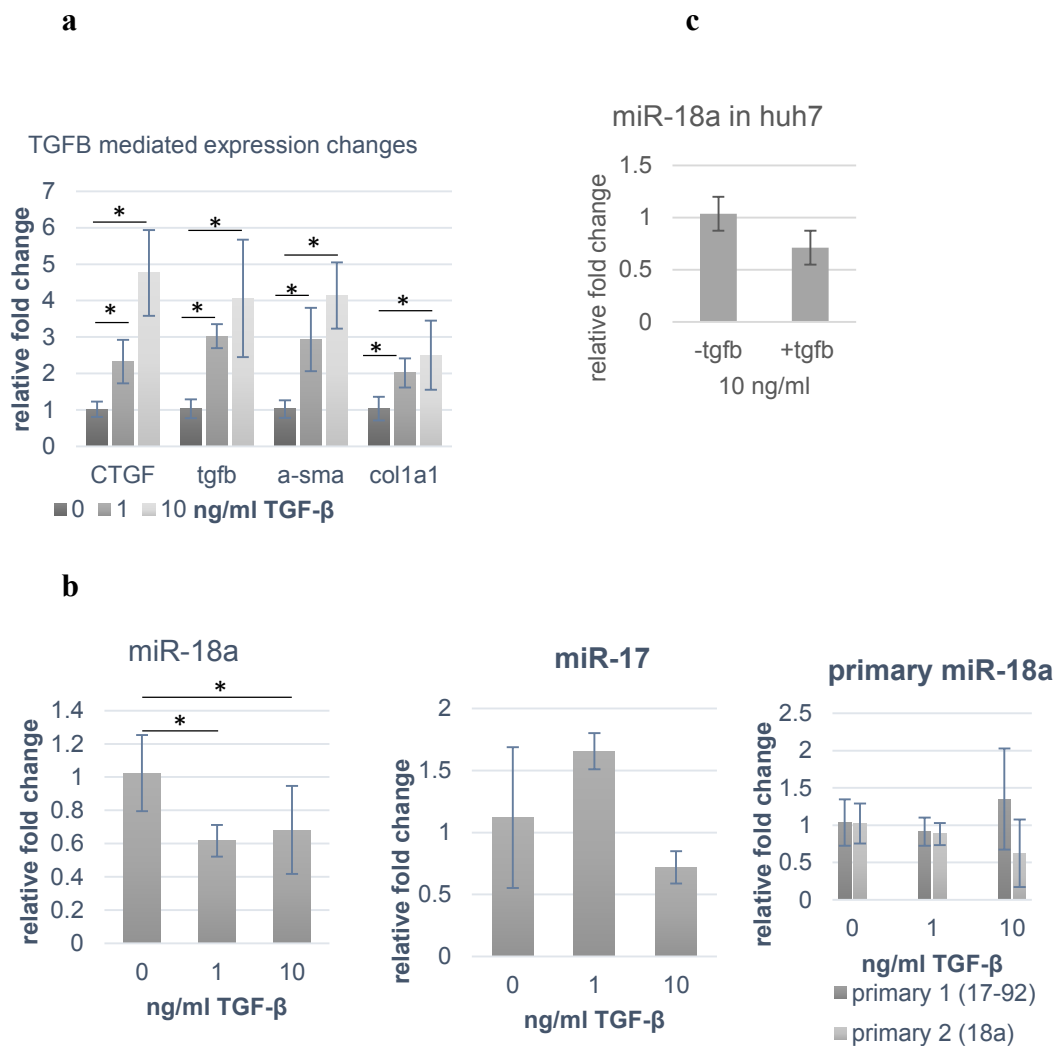 a
TGFB mediated expression changes
relative fold change
7
6
5
4
3
2
1
0
*
*
*
*
*
*
*
*
CTGF tgfb a-sma col1a1
0 1 10 ng/ml TGF-β
c
miR-18a in huh7
relative fold change
1.5
1
0.5
0
-tgfb +tgfb
10 ng/ml
b
miR-18a
relative fold change
1.4
1.2
1
0.8
0.6
0.4
0.2
0
*
*
0 1 10
ng/ml TGF-β
miR-17
relative fold change
2
1.5
1
0.5
0
0 1 10
ng/ml TGF-β
primary miR-18a
relative fold change
2.5
2
1.5
1
0.5
0
0 1 10
ng/ml TGF-β
primary 1 (17-92)
primary 2 (18a)